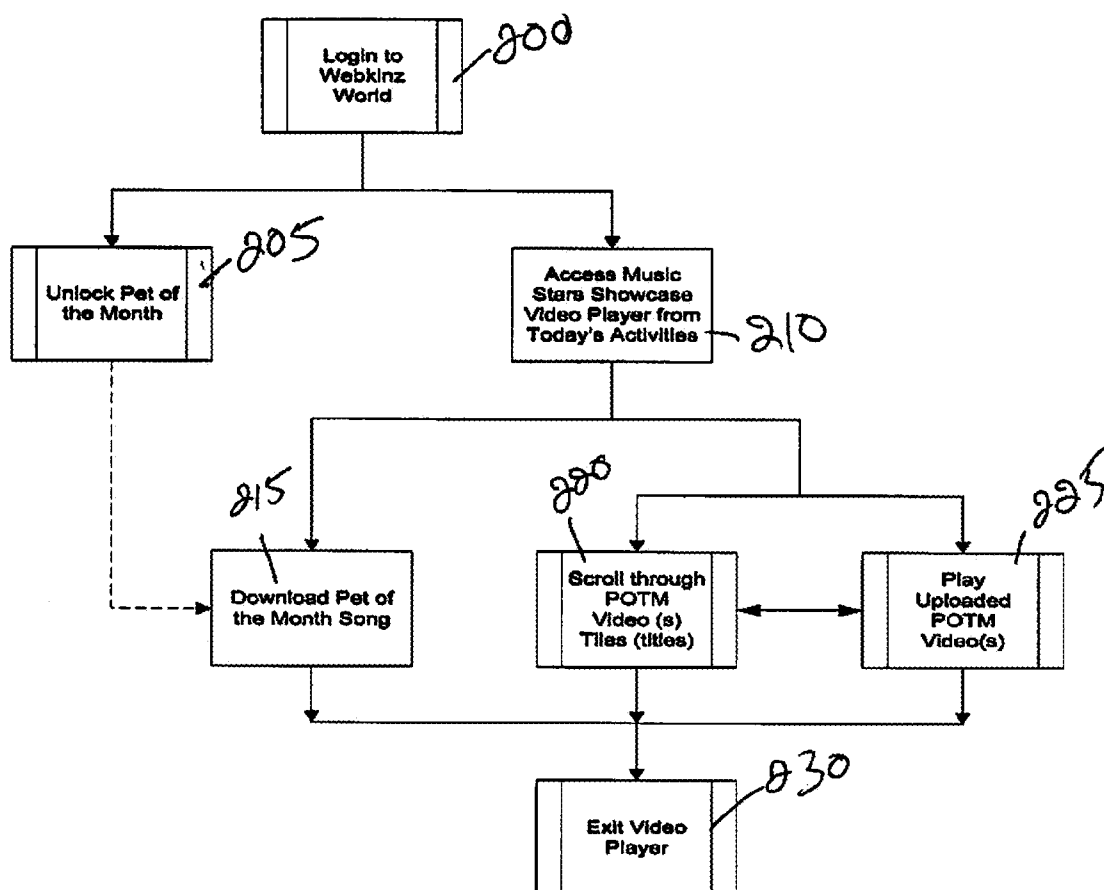 Login to
Webkinz
World
200
Unlock Pet of
the Month
205
Access Music
Stars Showcase
Video Player from
Today's Activities
210
215
Download Pet of
the Month Song
220
Scroll through
POTM
Video (s)
Tiles (titles)
225
Play
Uploaded
POTM
Video(s)
230
Exit Video
Player